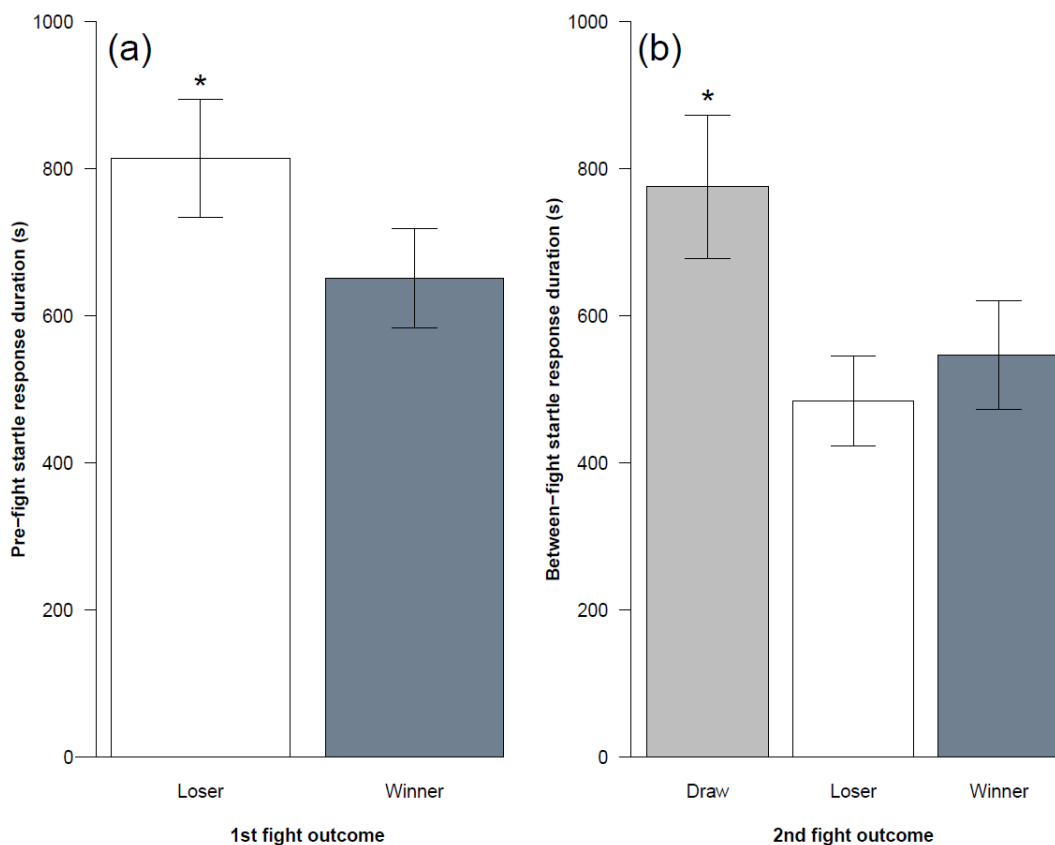 (a)
Pre-fight startle response duration (s)
1000
800
600
400
200
0
*
Loser
Winner
1st fight outcome
(b)
Between-fight startle response duration (s)
1000
800
600
400
200
0
*
Draw
Loser
Winner
2nd fight outcome